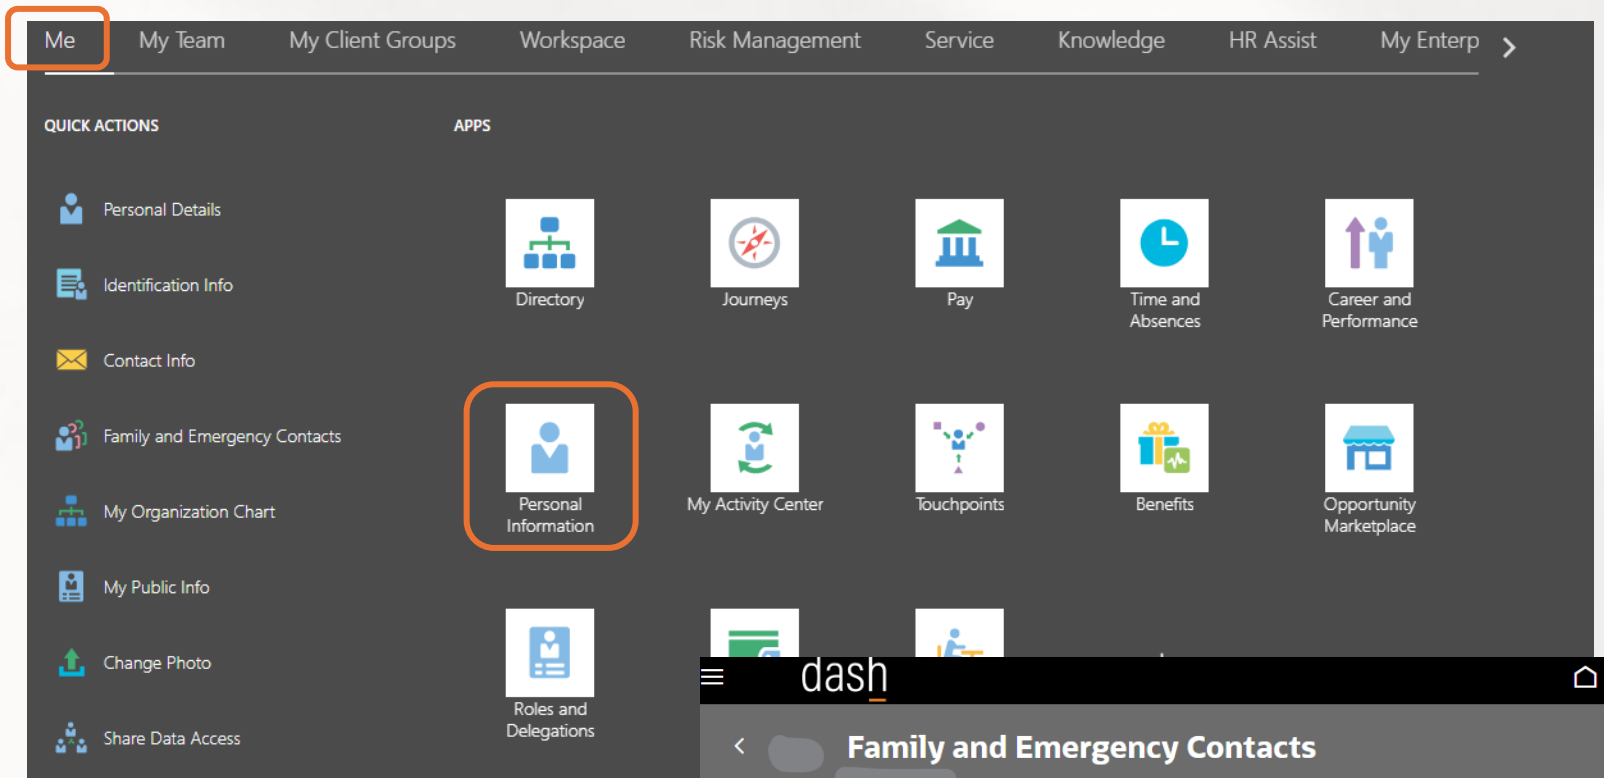 Me
My Team
My Client Groups
Workspace
Risk Management
Service
Knowledge
HR Assist
My Enterp
QUICK ACTIONS
Personal Details
Identification Info
Contact Info
Family and Emergency Contacts
My Organization Chart
My Public Info
Change Photo
Share Data Access
APPS
Directory
Journeys
Pay
Time and
Absences
Career and
Performance
Personal
Information
My Activity Center
Touchpoints
Benefits
Opportunity
Marketplace
Roles and
Delegations
dash
Family and Emergency Contacts